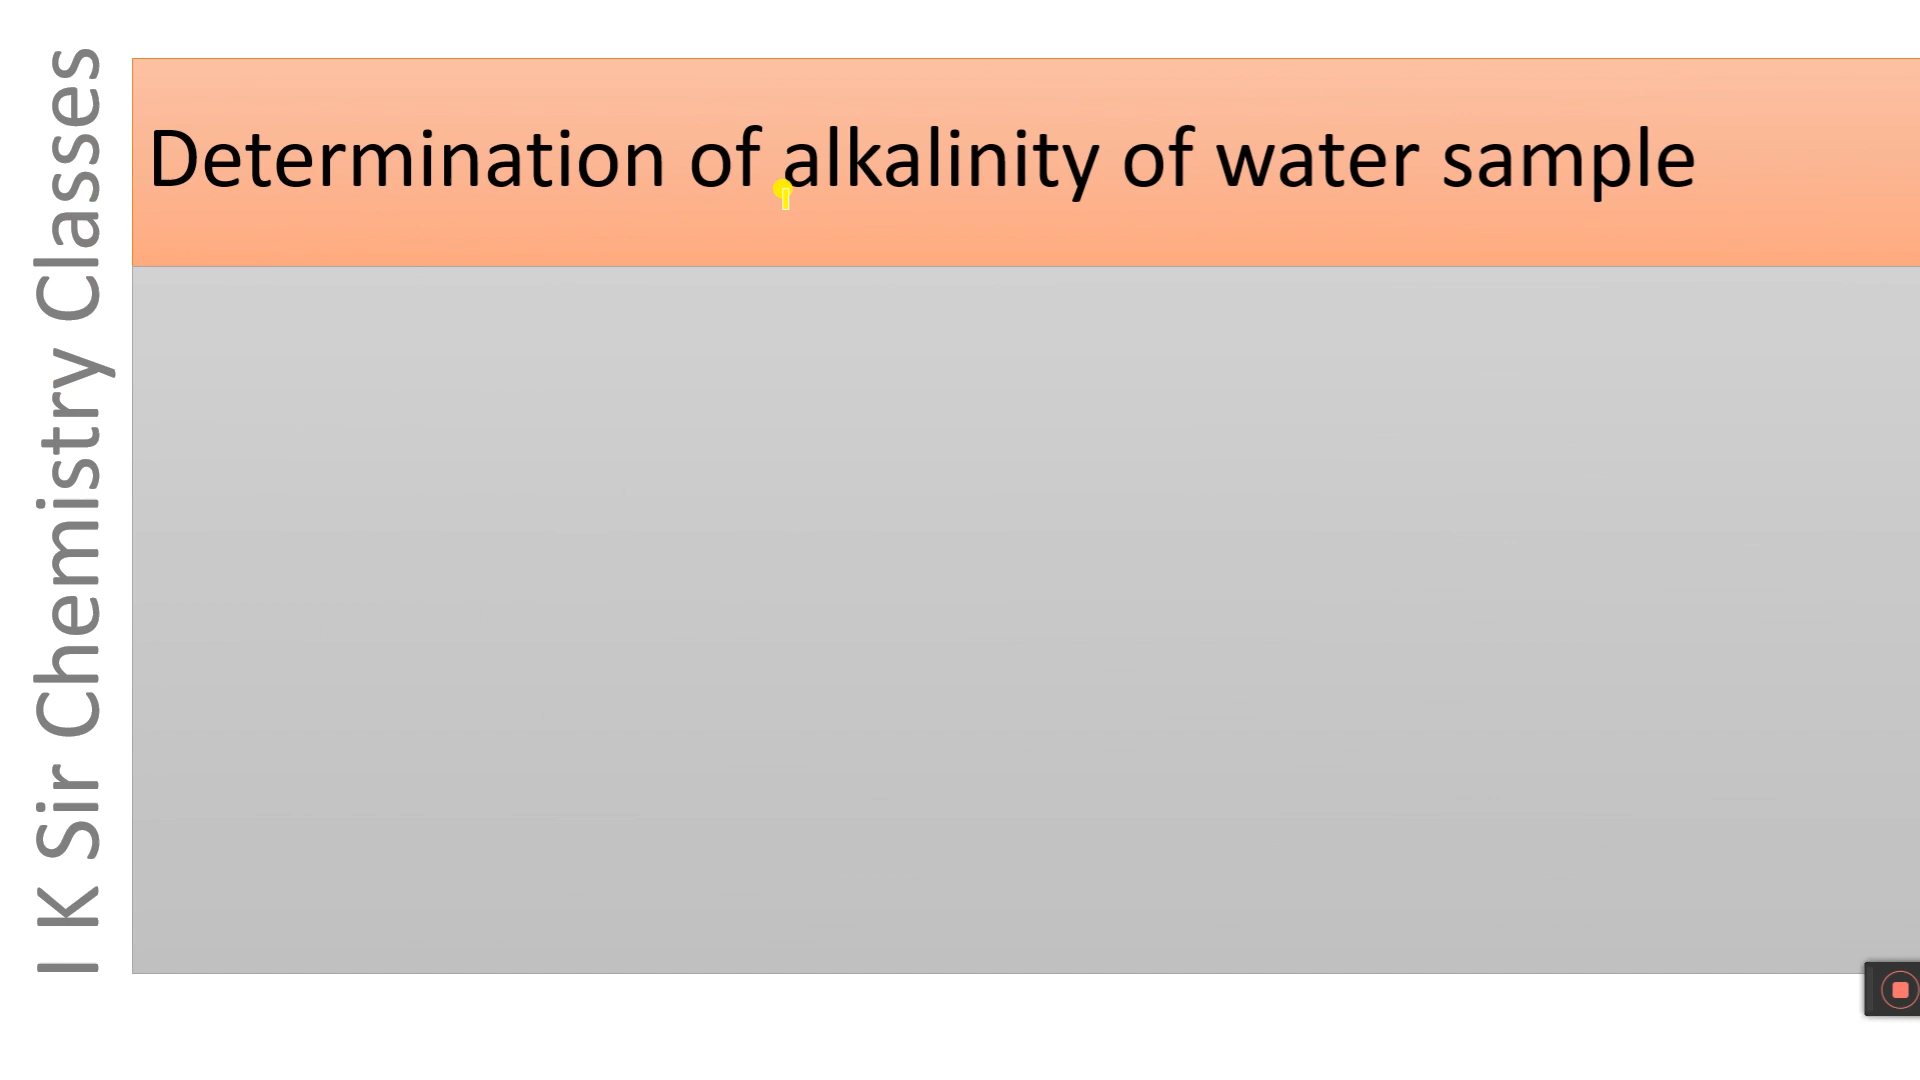 I K Sir Chemistry Classes
Determination of alkalinity of water sample